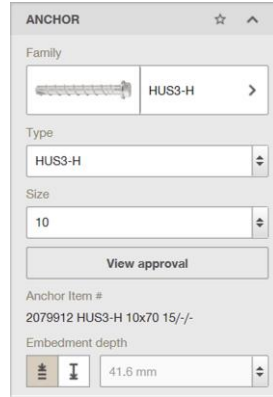 ANCHOR
Family
HUS3-H
Type
HUS3-H
Size
10
View approval
Anchor Item #
2079912 HUS3-H 10x70 15/-/-
Embedment depth
41.6 mm